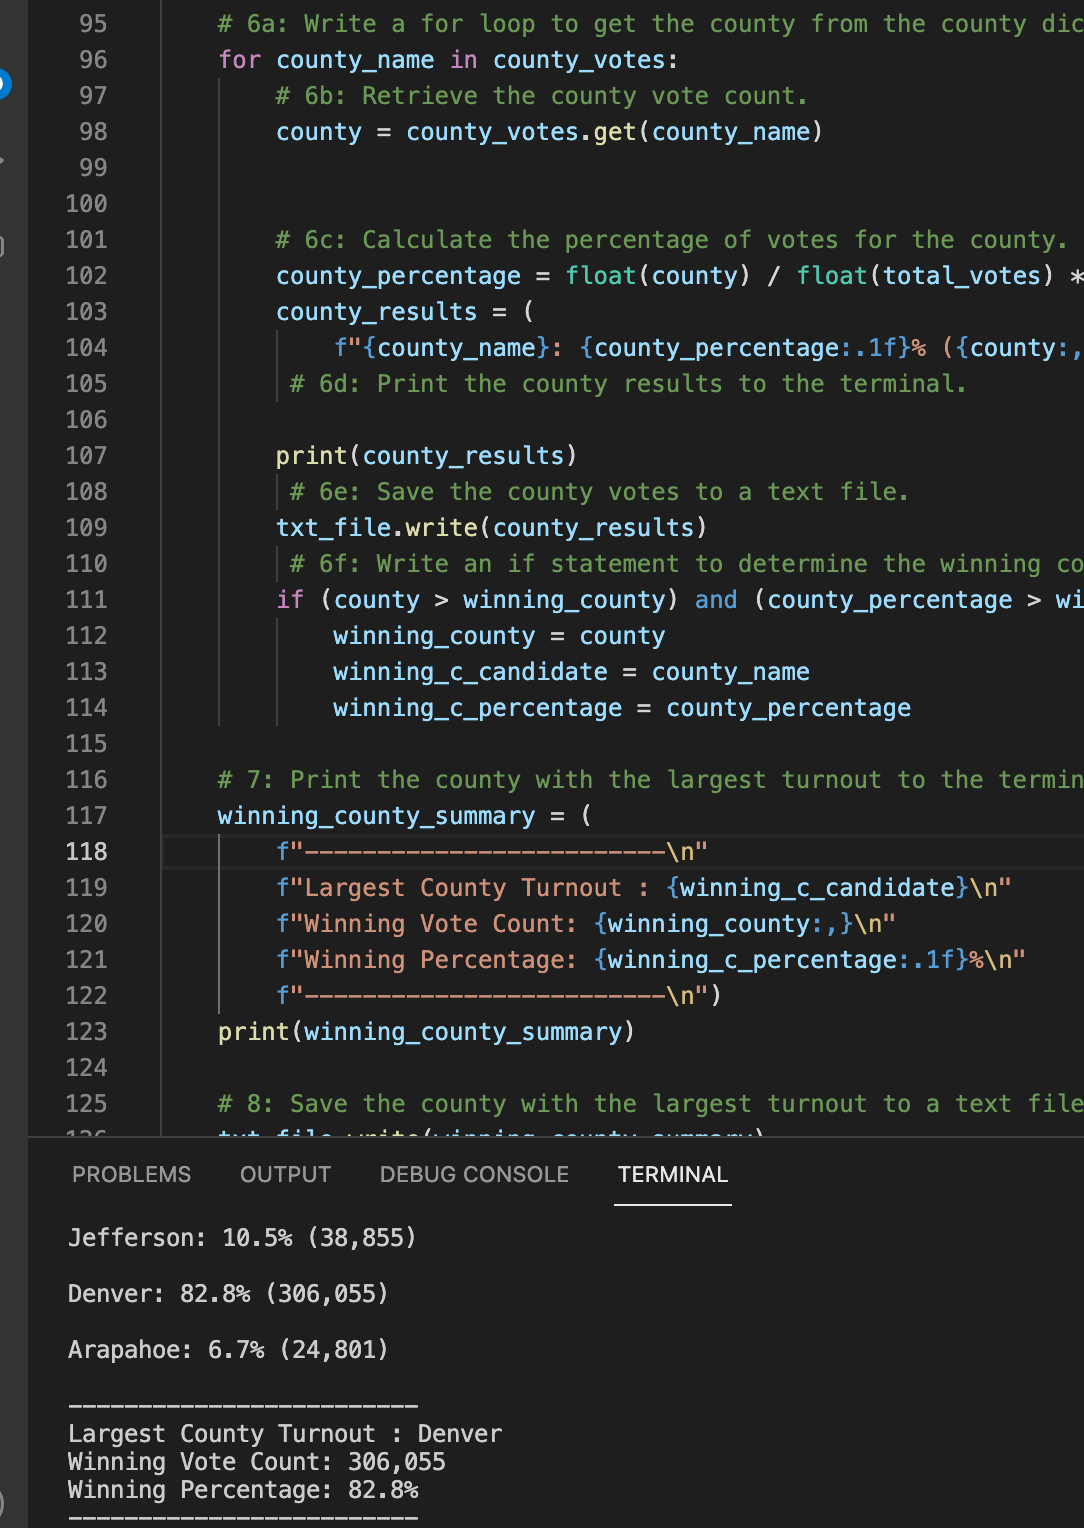 95 # 6a: Write a for loop to get the county from the county dic
96 for county_name in county_votes:
97 # 6b: Retrieve the county vote count.
98 county = county_votes.get(county_name)
99
100
101 # 6c: Calculate the percentage of votes for the county.
102 county_percentage = float(county) / float(total_votes) *
103 county_results = (
104 f"{county_name}: {county_percentage:.1f}% ({county:,
105 # 6d: Print the county results to the terminal.
106
107 print(county_results)
108 # 6e: Save the county votes to a text file.
109 txt_file.write(county_results)
110 # 6f: Write an if statement to determine the winning co
111 if (county > winning_county) and (county_percentage > wi
112 winning_county = county
113 winning_c_candidate = county_name
114 winning_c_percentage = county_percentage
115
116 # 7: Print the county with the largest turnout to the termin
117 winning_county_summary = (
118 f"-------------------------\n"
119 f"Largest County Turnout : {winning_c_candidate}\n"
120 f"Winning Vote Count: {winning_county:,}\n"
121 f"Winning Percentage: {winning_c_percentage:.1f}%\n"
122 f"-------------------------\n")
123 print(winning_county_summary)
124
125 # 8: Save the county with the largest turnout to a text file
126 txt_file.write(winning_county_summary)
PROBLEMS OUTPUT DEBUG CONSOLE TERMINAL
Jefferson: 10.5% (38,855)
Denver: 82.8% (306,055)
Arapahoe: 6.7% (24,801)
-------------------------
Largest County Turnout : Denver
Winning Vote Count: 306,055
Winning Percentage: 82.8%
-------------------------